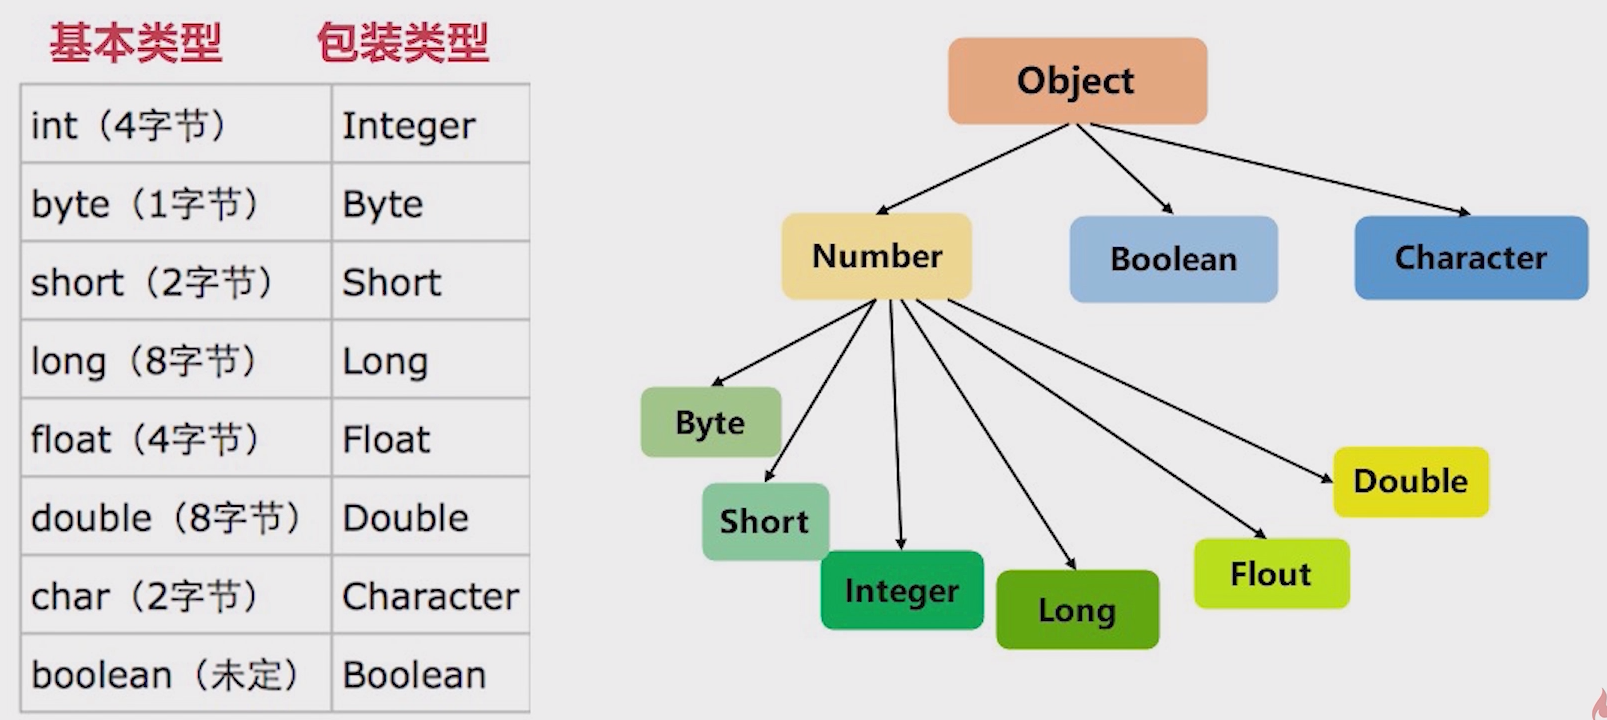 基本类型 包装类型
int（4字节） Integer
byte（1字节） Byte
short（2字节） Short
long（8字节） Long
float（4字节） Float
double（8字节） Double
char（2字节） Character
boolean（未定） Boolean
Object
Number Boolean Character
Byte
Short
Integer
Long
Flout
Double